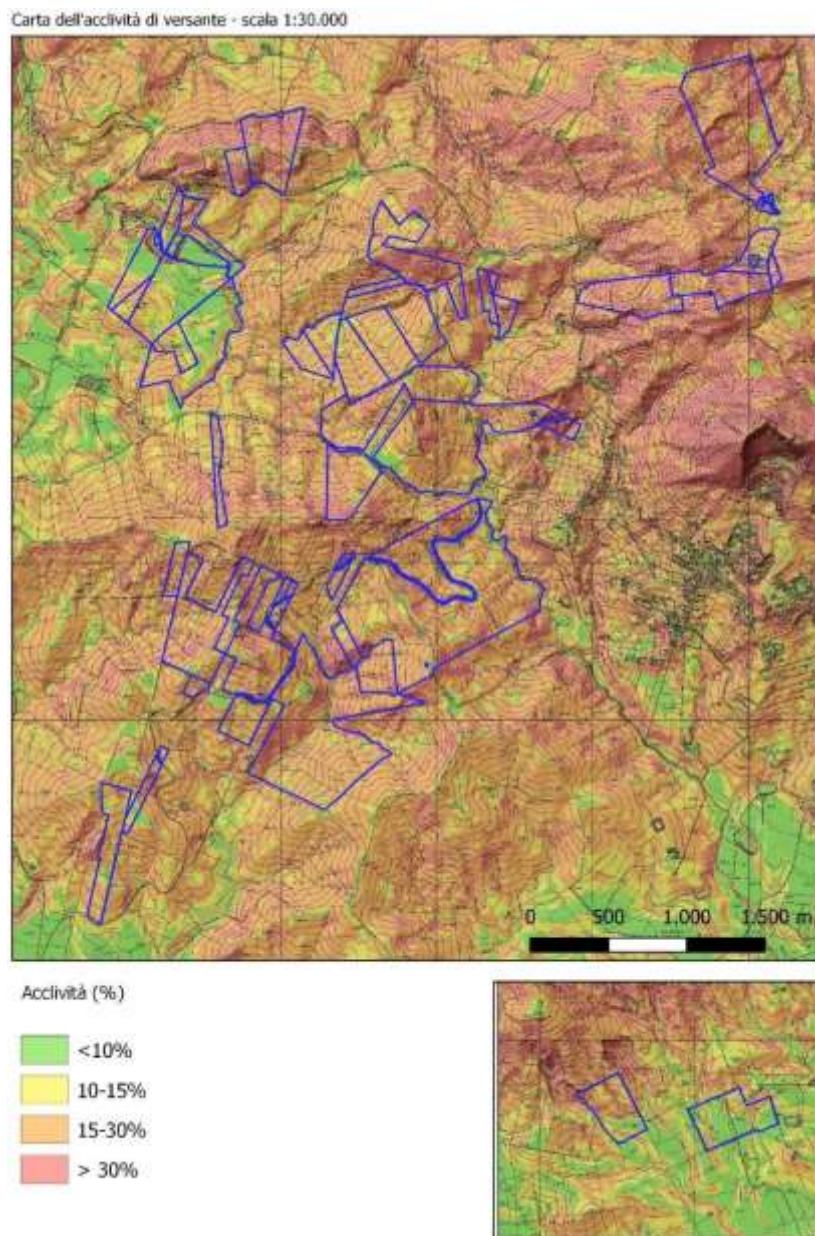 Carta dell'acclività di versante - scala 1:30.000
0 500 1.000 1.500 m
Acclività (%)
<10%
10-15%
15-30%
> 30%